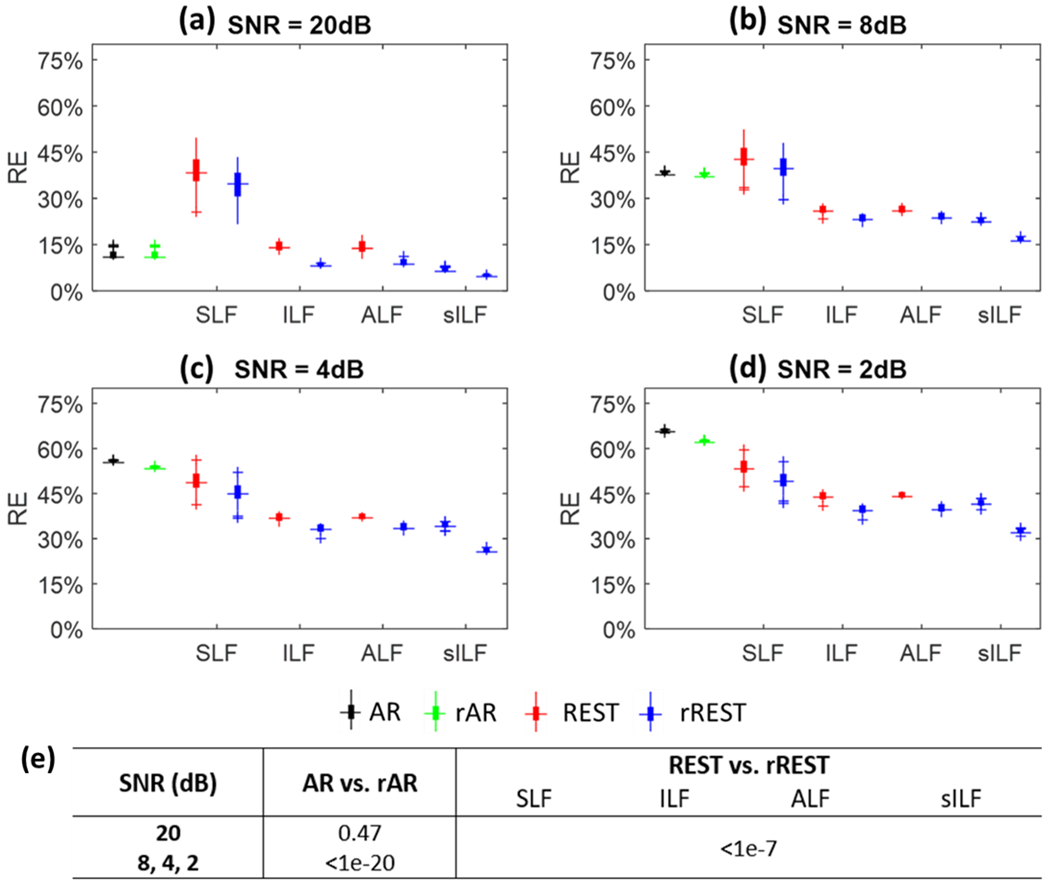 (a) SNR = 20dB
RE
75%
60%
45%
30%
15%
0%
SLF ILF ALF sILF
(b) SNR = 8dB
RE
75%
60%
45%
30%
15%
0%
SLF ILF ALF sILF
(c) SNR = 4dB
RE
75%
60%
45%
30%
15%
0%
SLF ILF ALF sILF
(d) SNR = 2dB
RE
75%
60%
45%
30%
15%
0%
SLF ILF ALF sILF
AR rAR REST rREST
(e)
SNR (dB) AR vs. rAR REST vs. rREST
SLF ILF ALF sILF
20 0.47
8, 4, 2 <1e-20
<1e-7